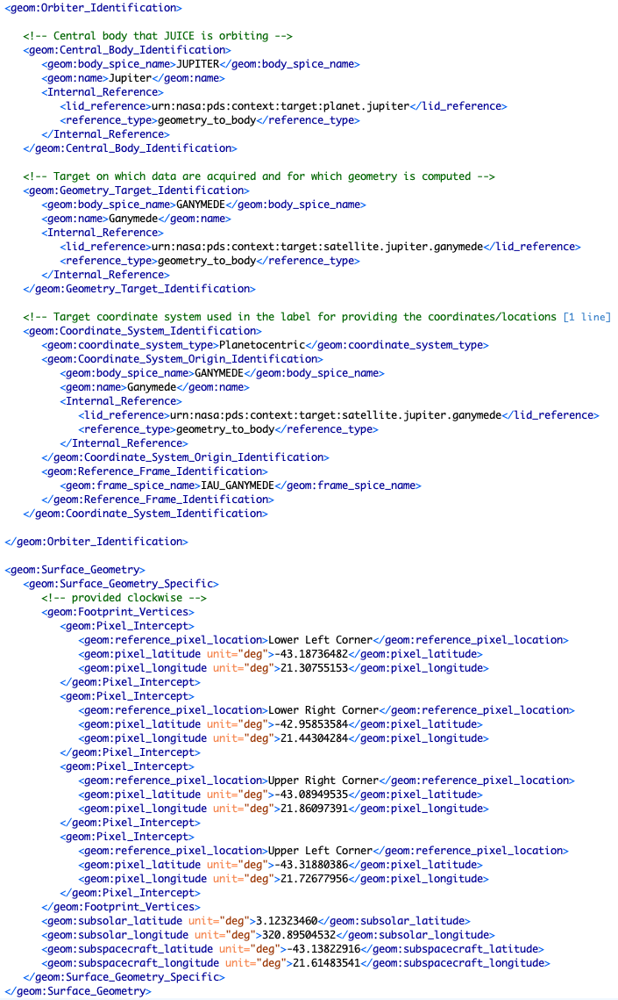 <geom:Orbiter_Identification>
<!-- Central body that JUICE is orbiting -->
<geom:Central_Body_Identification>
<geom:body_spice_name>JUPITER</geom:body_spice_name>
<geom:name>Jupiter</geom:name>
<Internal_Reference>
<lid_reference>urn:nasa:pds:context:target:planet.jupiter</lid_reference>
<reference_type>geometry_to_body</reference_type>
</Internal_Reference>
</geom:Central_Body_Identification>
<!-- Target on which data are acquired and for which geometry is computed -->
<geom:Geometry_Target_Identification>
<geom:body_spice_name>GANYMEDE</geom:body_spice_name>
<geom:name>Ganymede</geom:name>
<Internal_Reference>
<lid_reference>urn:nasa:pds:context:target:satellite.jupiter.ganymede</lid_reference>
<reference_type>geometry_to_body</reference_type>
</Internal_Reference>
</geom:Geometry_Target_Identification>
<!-- Target coordinate system used in the label for providing the coordinates/locations [1 line]
<geom:Coordinate_System_Identification>
<geom:coordinate_system_type>Planetocentric</geom:coordinate_system_type>
<geom:Coordinate_System_Origin_Identification>
<geom:body_spice_name>GANYMEDE</geom:body_spice_name>
<geom:name>Ganymede</geom:name>
<Internal_Reference>
<lid_reference>urn:nasa:pds:context:target:satellite.jupiter.ganymede</lid_reference>
<reference_type>geometry_to_body</reference_type>
</Internal_Reference>
</geom:Coordinate_System_Origin_Identification>
<geom:Reference_Frame_Identification>
<geom:frame_spice_name>IAU_GANYMEDE</geom:frame_spice_name>
</geom:Reference_Frame_Identification>
</geom:Coordinate_System_Identification>
</geom:Orbiter_Identification>
<geom:Surface_Geometry>
<geom:Surface_Geometry_Specific>
<!-- provided clockwise -->
<geom:Footprint_Vertices>
<geom:Pixel_Intercept>
<geom:reference_pixel_location>Lower Left Corner</geom:reference_pixel_location>
<geom:pixel_latitude unit="deg">-43.18736482</geom:pixel_latitude>
<geom:pixel_longitude unit="deg">21.30755153</geom:pixel_longitude>
</geom:Pixel_Intercept>
<geom:Pixel_Intercept>
<geom:reference_pixel_location>Lower Right Corner</geom:reference_pixel_location>
<geom:pixel_latitude unit="deg">-42.95853584</geom:pixel_latitude>
<geom:pixel_longitude unit="deg">21.44304284</geom:pixel_longitude>
</geom:Pixel_Intercept>
<geom:Pixel_Intercept>
<geom:reference_pixel_location>Upper Right Corner</geom:reference_pixel_location>
<geom:pixel_latitude unit="deg">-43.08949535</geom:pixel_latitude>
<geom:pixel_longitude unit="deg">21.86097391</geom:pixel_longitude>
</geom:Pixel_Intercept>
<geom:Pixel_Intercept>
<geom:reference_pixel_location>Upper Left Corner</geom:reference_pixel_location>
<geom:pixel_latitude unit="deg">-43.31880386</geom:pixel_latitude>
<geom:pixel_longitude unit="deg">21.72677956</geom:pixel_longitude>
</geom:Pixel_Intercept>
</geom:Footprint_Vertices>
<geom:subsolar_latitude unit="deg">3.12323460</geom:subsolar_latitude>
<geom:subsolar_longitude unit="deg">320.89504532</geom:subsolar_longitude>
<geom:subspacecraft_latitude unit="deg">-43.13822916</geom:subspacecraft_latitude>
<geom:subspacecraft_longitude unit="deg">21.61483541</geom:subspacecraft_longitude>
</geom:Surface_Geometry_Specific>
</geom:Surface_Geometry>